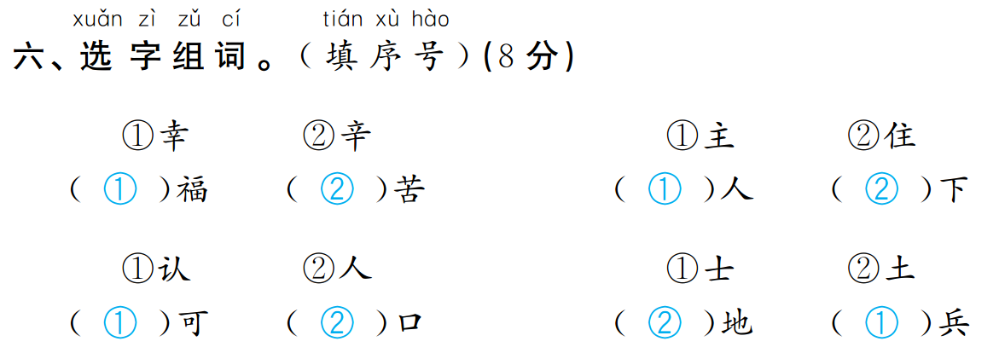 xuǎn zì zǔ cí tián xù hào
六、选字组词。(填序号)(8分)
①幸 ②辛 ①主 ②住
( ① )福 ( ② )苦 ( ① )人 ( ② )下
①认 ②人 ①士 ②土
( ① )可 ( ② )口 ( ② )地 ( ① )兵